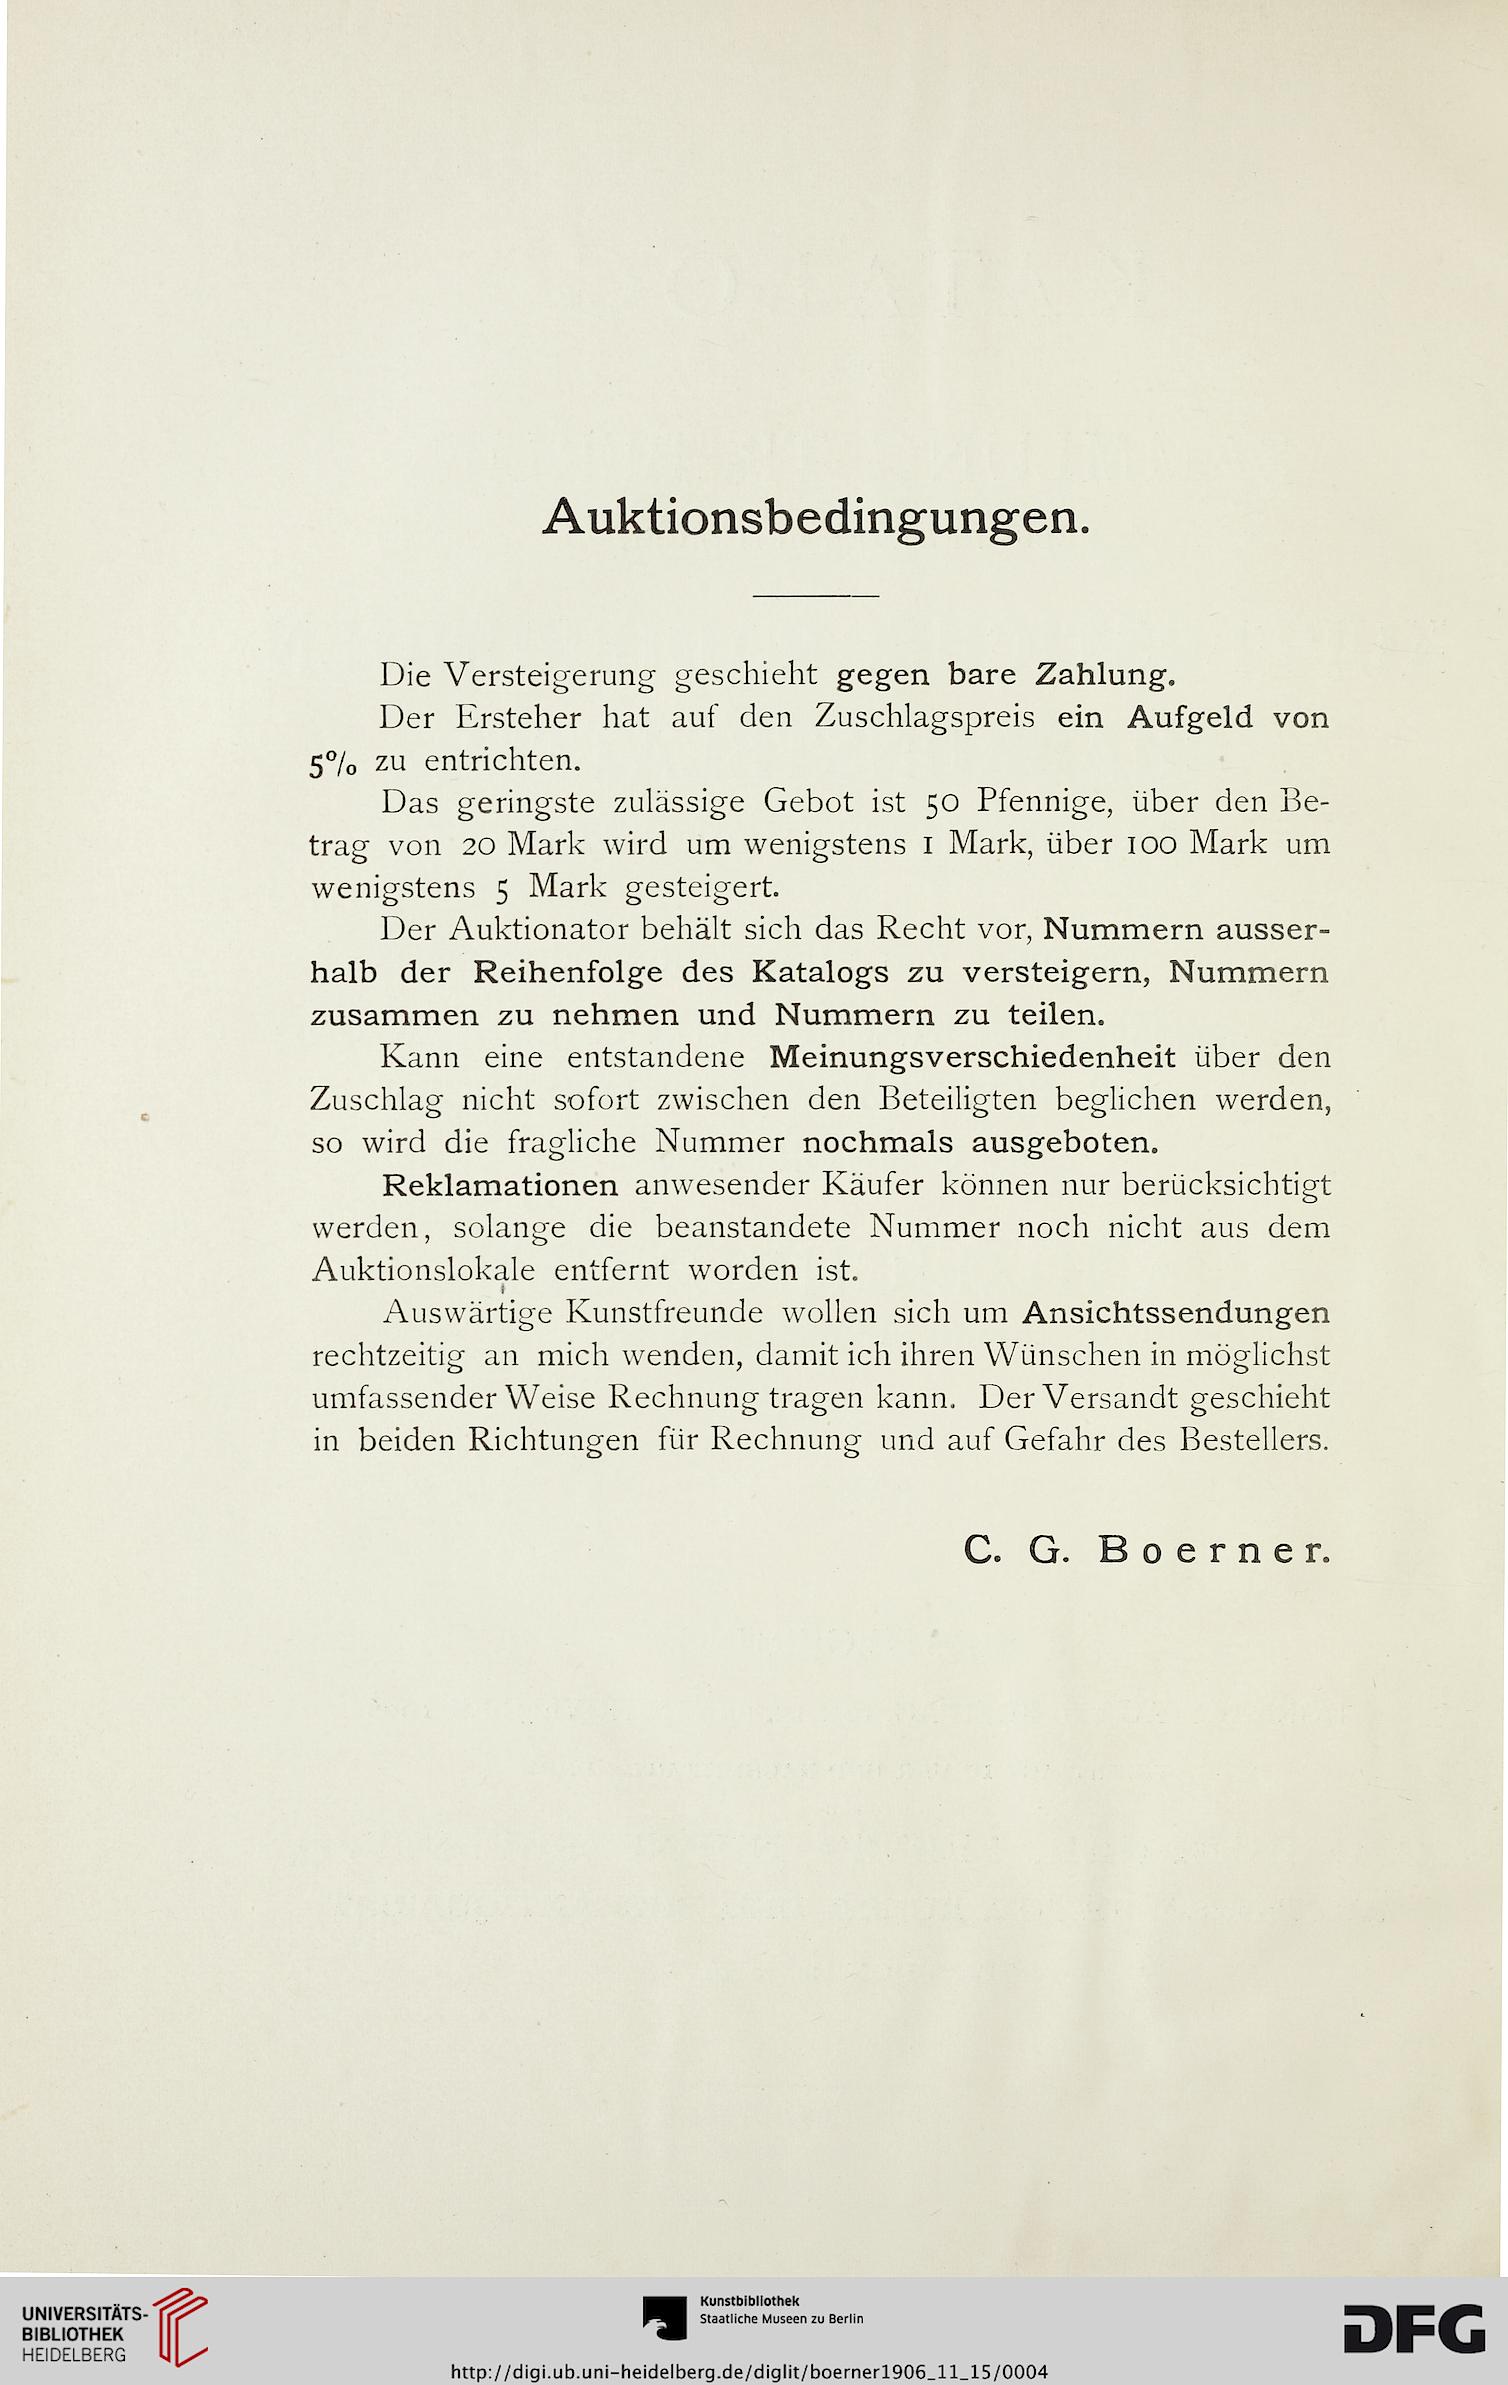 Auktionsbedingungen.
Die Versteigerung geschieht gegen bare Zahlung.
Der Ersteher hat auf den Zuschlagspreis ein Aufgeld von
5% zu entrichten.
Das geringste zulässige Gebot ist 50 Pfennige, über den Be-
trag von 20 Mark wird um wenigstens 1 Mark, über 100 Mark um
wenigstens 5 Mark gesteigert.
Der Auktionator behält sich das Recht vor, Nummern ausser-
halb der Reihenfolge des Katalogs zu versteigern, Nummern
zusammen zu nehmen und Nummern zu teilen.
Kann eine entstandene Meinungsverschiedenheit über den
Zuschlag nicht sofort zwischen den Beteiligten beglichen werden,
so wird die fragliche Nummer nochmals ausgeboten.
Reklamationen anwesender Käufer können nur berücksichtigt
werden, solange die beanstandete Nummer noch nicht aus dem
Auktionslokale entfernt worden ist.
Auswärtige Kunstfreunde wollen sich um Ansichtssendungen
rechtzeitig an mich wenden, damit ich ihren Wünschen in möglichst
umfassender Weise Rechnung tragen kann. Der Versandt geschieht
in beiden Richtungen für Rechnung und auf Gefahr des Bestellers.
C. G. Boerner.
UNIVERSITÄTS-
BIBLIOTHEK
HEIDELBERG
Kunstbibliothek
Staatliche Museen zu Berlin
http://digi.ub.uni-heidelberg.de/diglit/boerner1906_11_15/0004
DFG